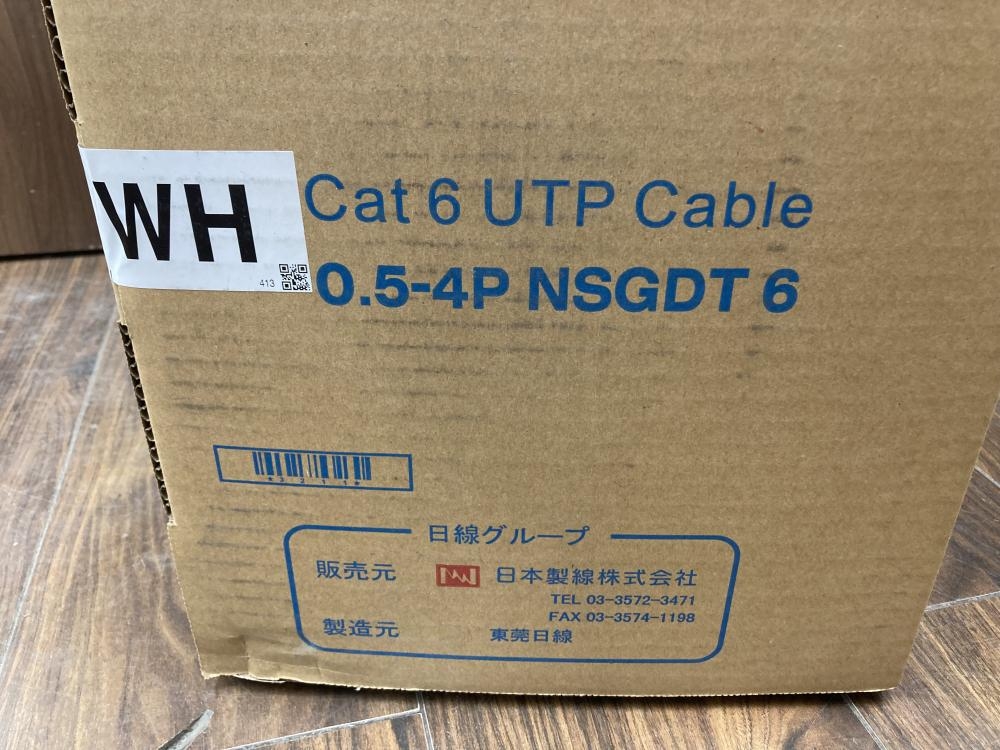 WH
413
Cat 6 UTP Cable
0.5-4P NSGDT 6
*3211*
日線グループ
販売元 日本製線株式会社
TEL 03-3572-3471
FAX 03-3574-1198
製造元 東莞日線